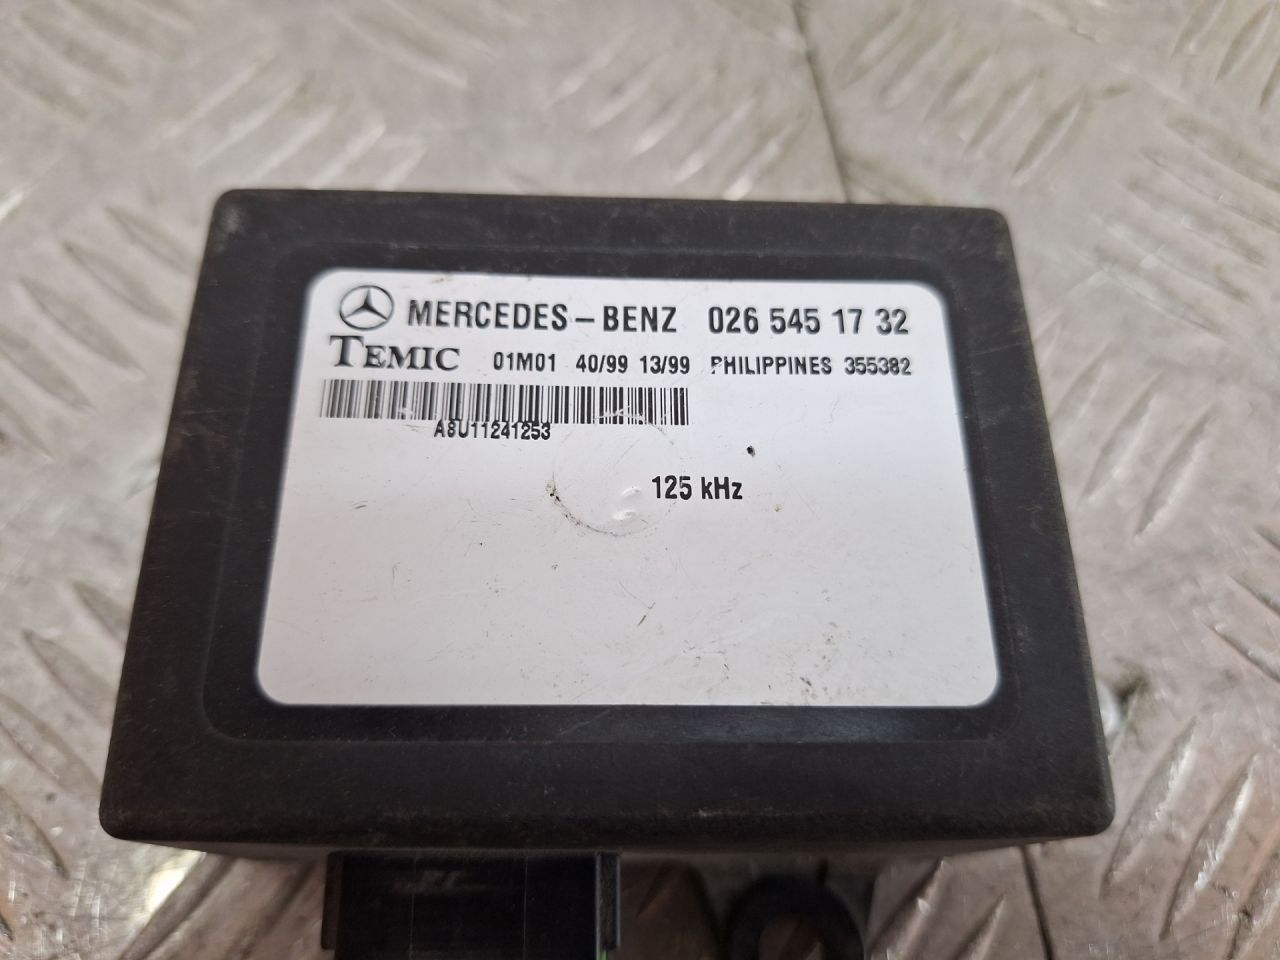 MERCEDES-BENZ 026 545 17 32
TEMIC 01M01 40/99 13/99 PHILIPPINES 355382
A8U11241253
125 kHz